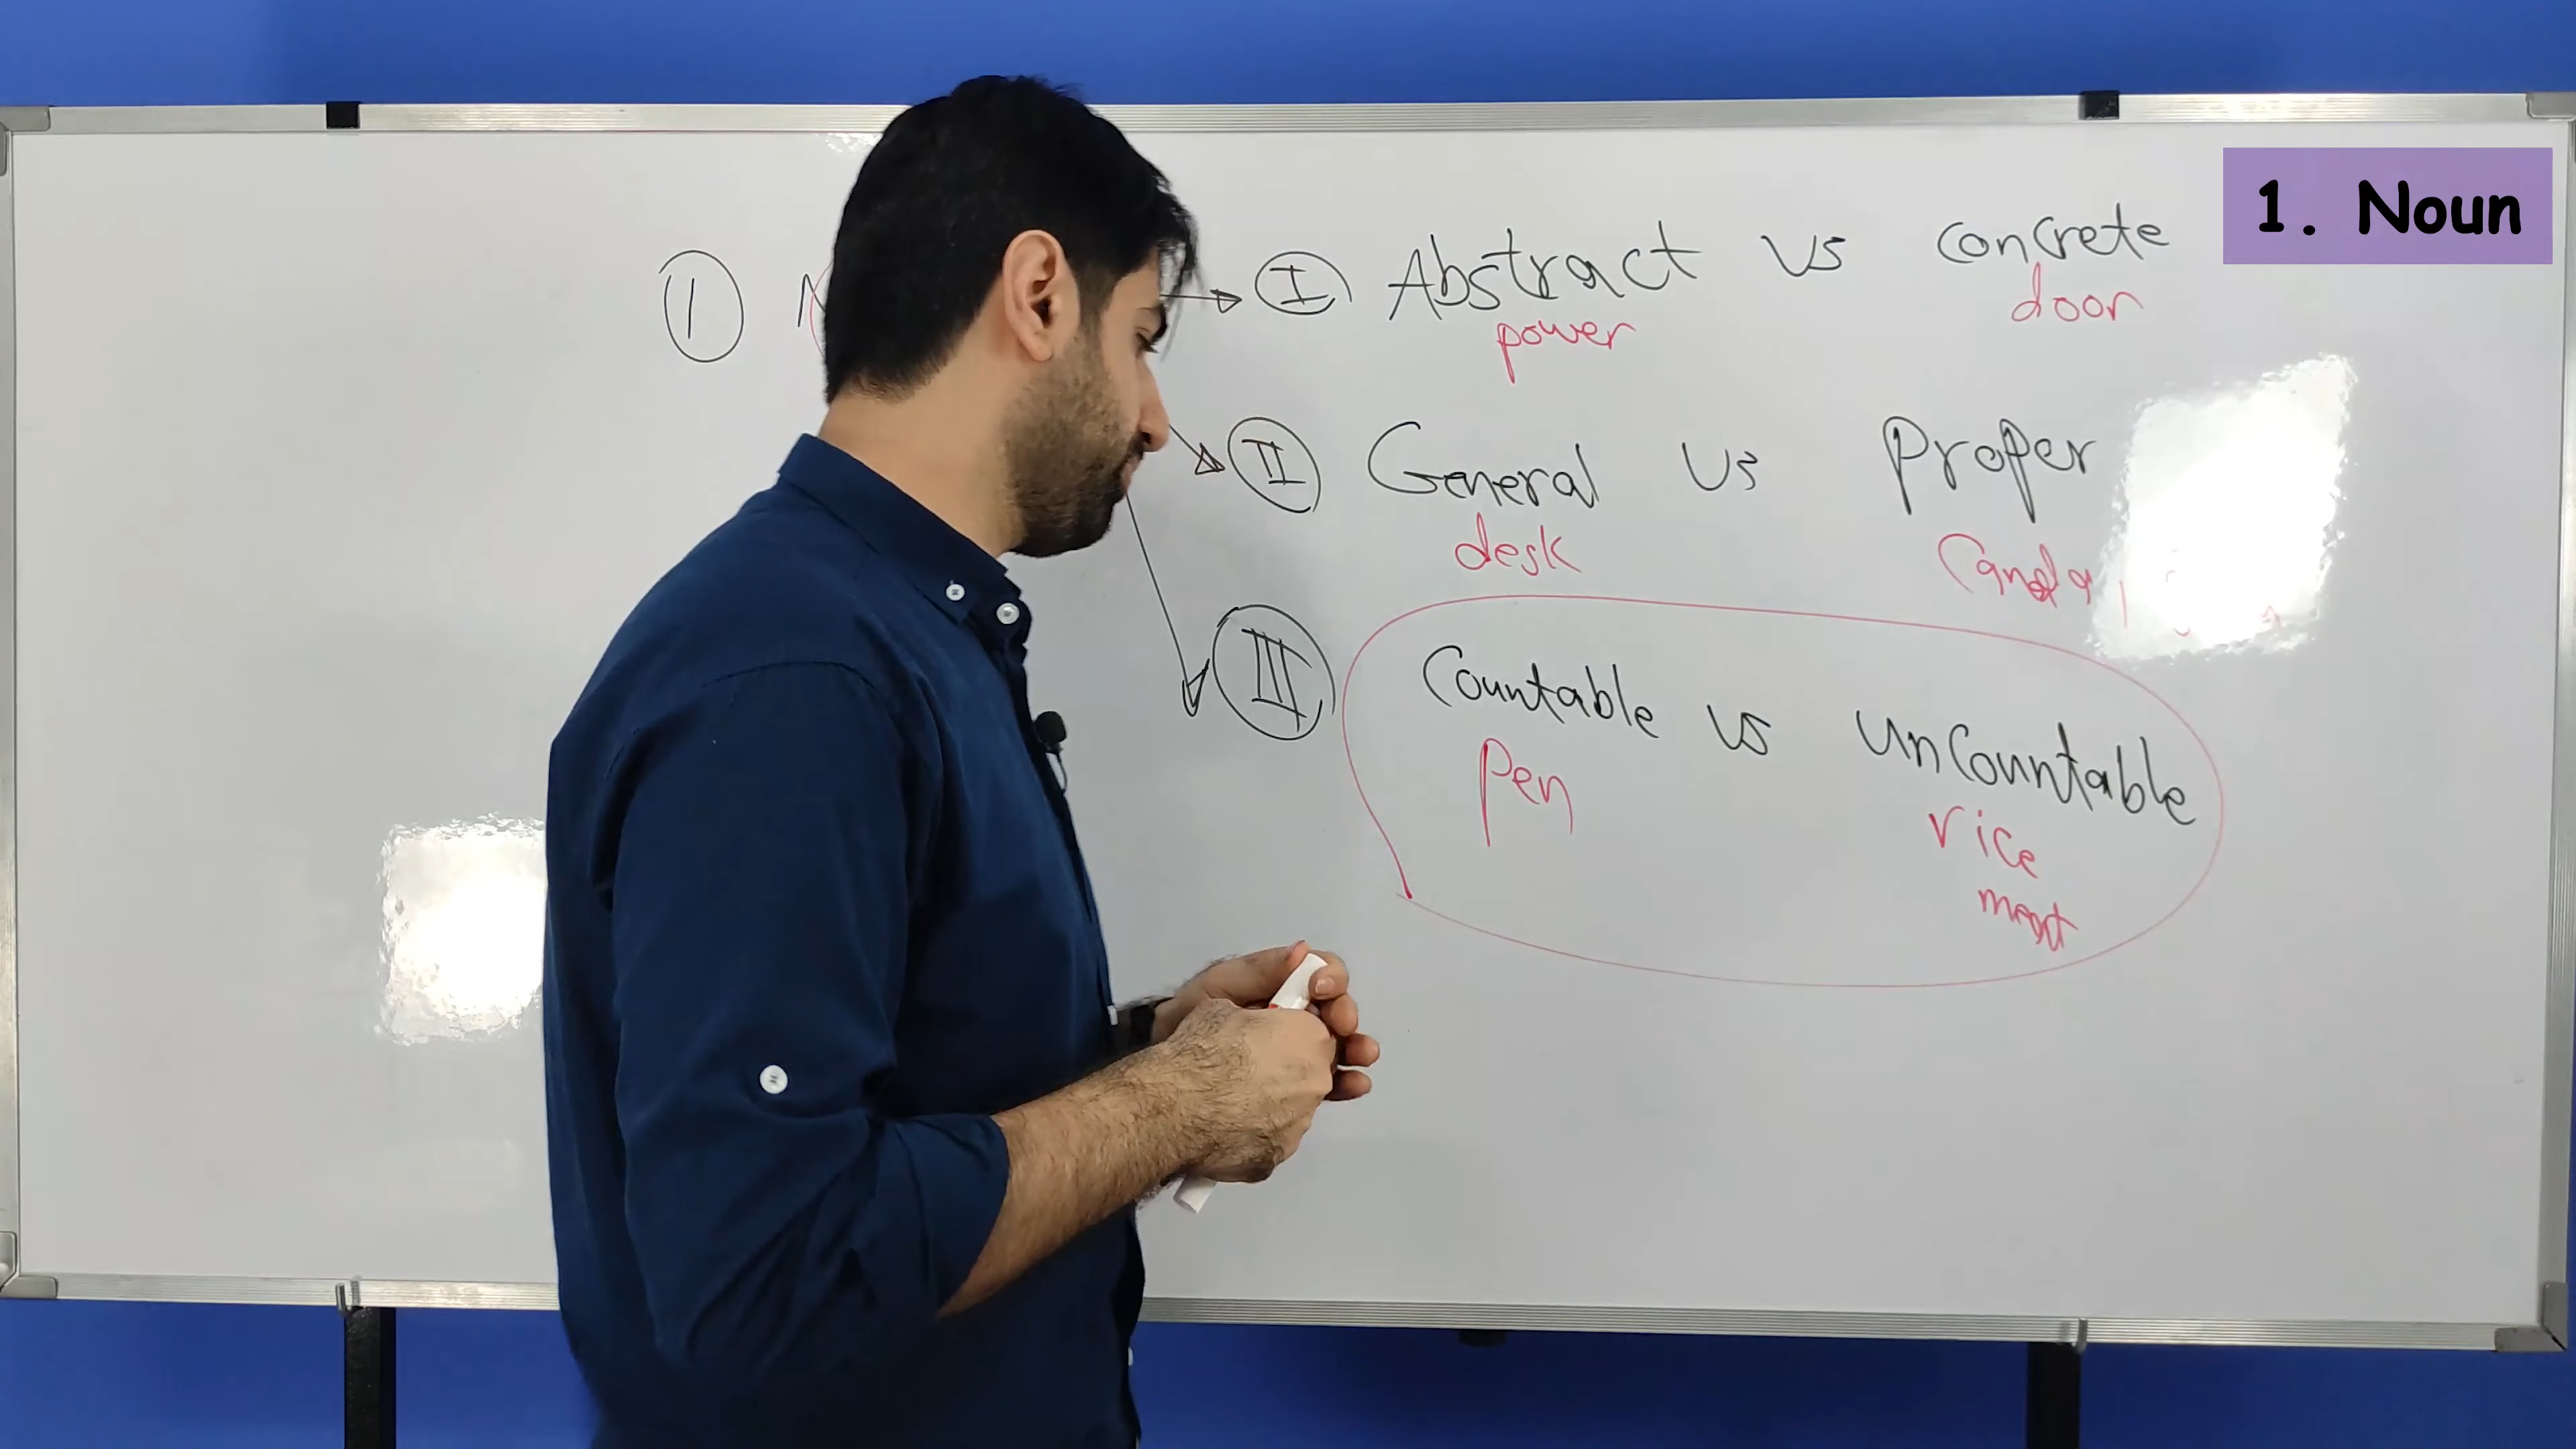 1. Noun
1
I Abstract vs concrete
power door
II General vs Proper
desk
III Countable vs uncountable
Pen rice
meat